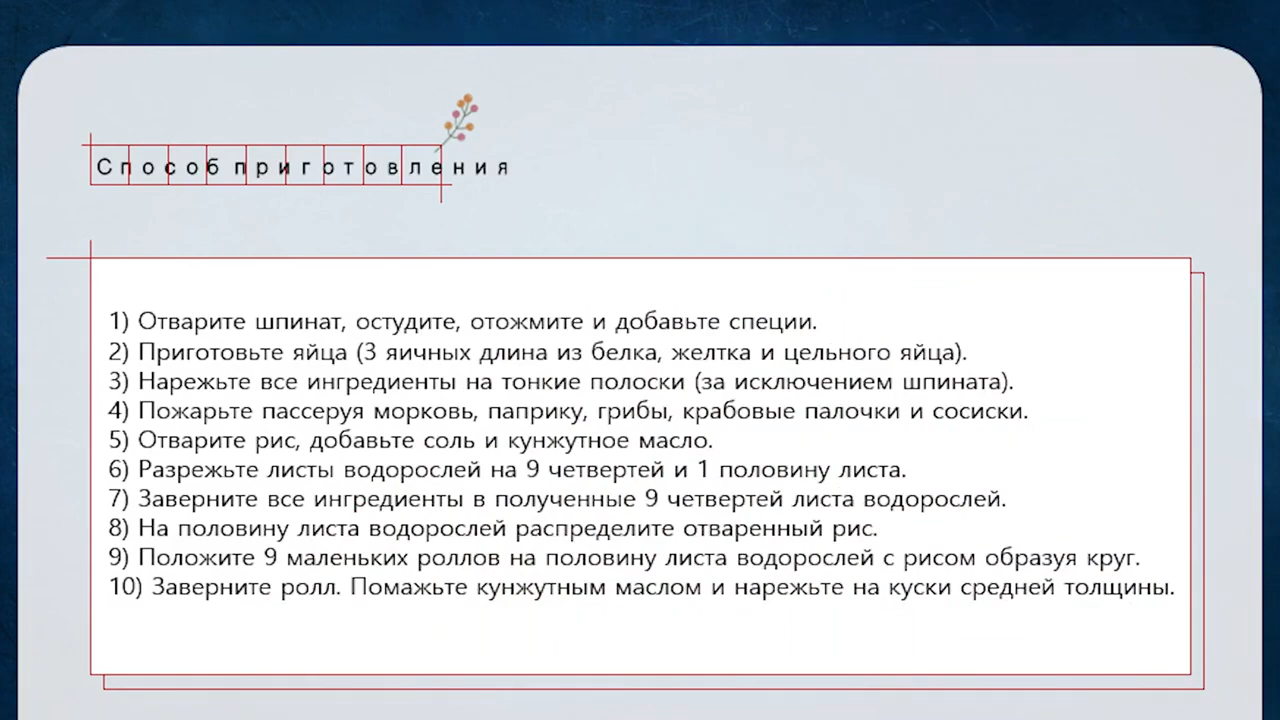 Способ приготовления
1) Отварите шпинат, остудите, отожмите и добавьте специи.
2) Приготовьте яйца (3 яичных длина из белка, желтка и цельного яйца).
3) Нарежьте все ингредиенты на тонкие полоски (за исключением шпината).
4) Пожарьте пассеруя морковь, паприку, грибы, крабовые палочки и сосиски.
5) Отварите рис, добавьте соль и кунжутное масло.
6) Разрежьте листы водорослей на 9 четвертей и 1 половину листа.
7) Заверните все ингредиенты в полученные 9 четвертей листа водорослей.
8) На половину листа водорослей распределите отваренный рис.
9) Положите 9 маленьких роллов на половину листа водорослей с рисом образуя круг.
10) Заверните ролл. Помажьте кунжутным маслом и нарежьте на куски средней толщины.